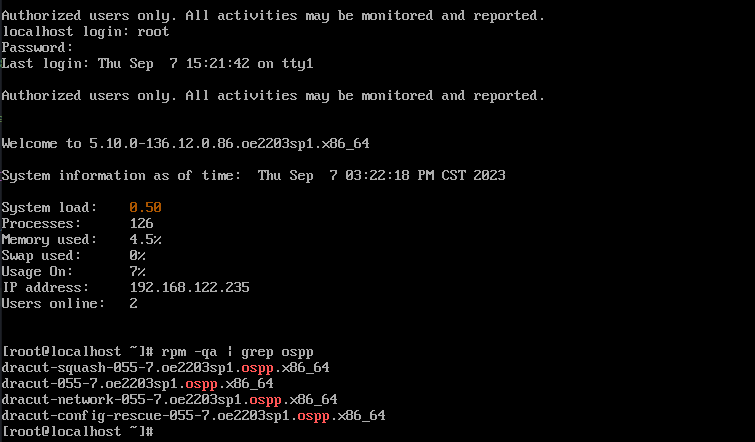 Authorized users only. All activities may be monitored and reported.
localhost login: root
Password:
Last login: Thu Sep  7 15:21:42 on tty1
Authorized users only. All activities may be monitored and reported.
Welcome to 5.10.0-136.12.0.86.oe2203sp1.x86_64
System information as of time:  Thu Sep  7 03:22:18 PM CST 2023
System load:    0.50
Processes:      126
Memory used:    4.5%
Swap used:      0%
Usage On:       7%
IP address:     192.168.122.235
Users online:   2
[root@localhost ~]# rpm -qa | grep ospp
dracut-squash-055-7.oe2203sp1.ospp.x86_64
dracut-055-7.oe2203sp1.ospp.x86_64
dracut-network-055-7.oe2203sp1.ospp.x86_64
dracut-config-rescue-055-7.oe2203sp1.ospp.x86_64
[root@localhost ~]#